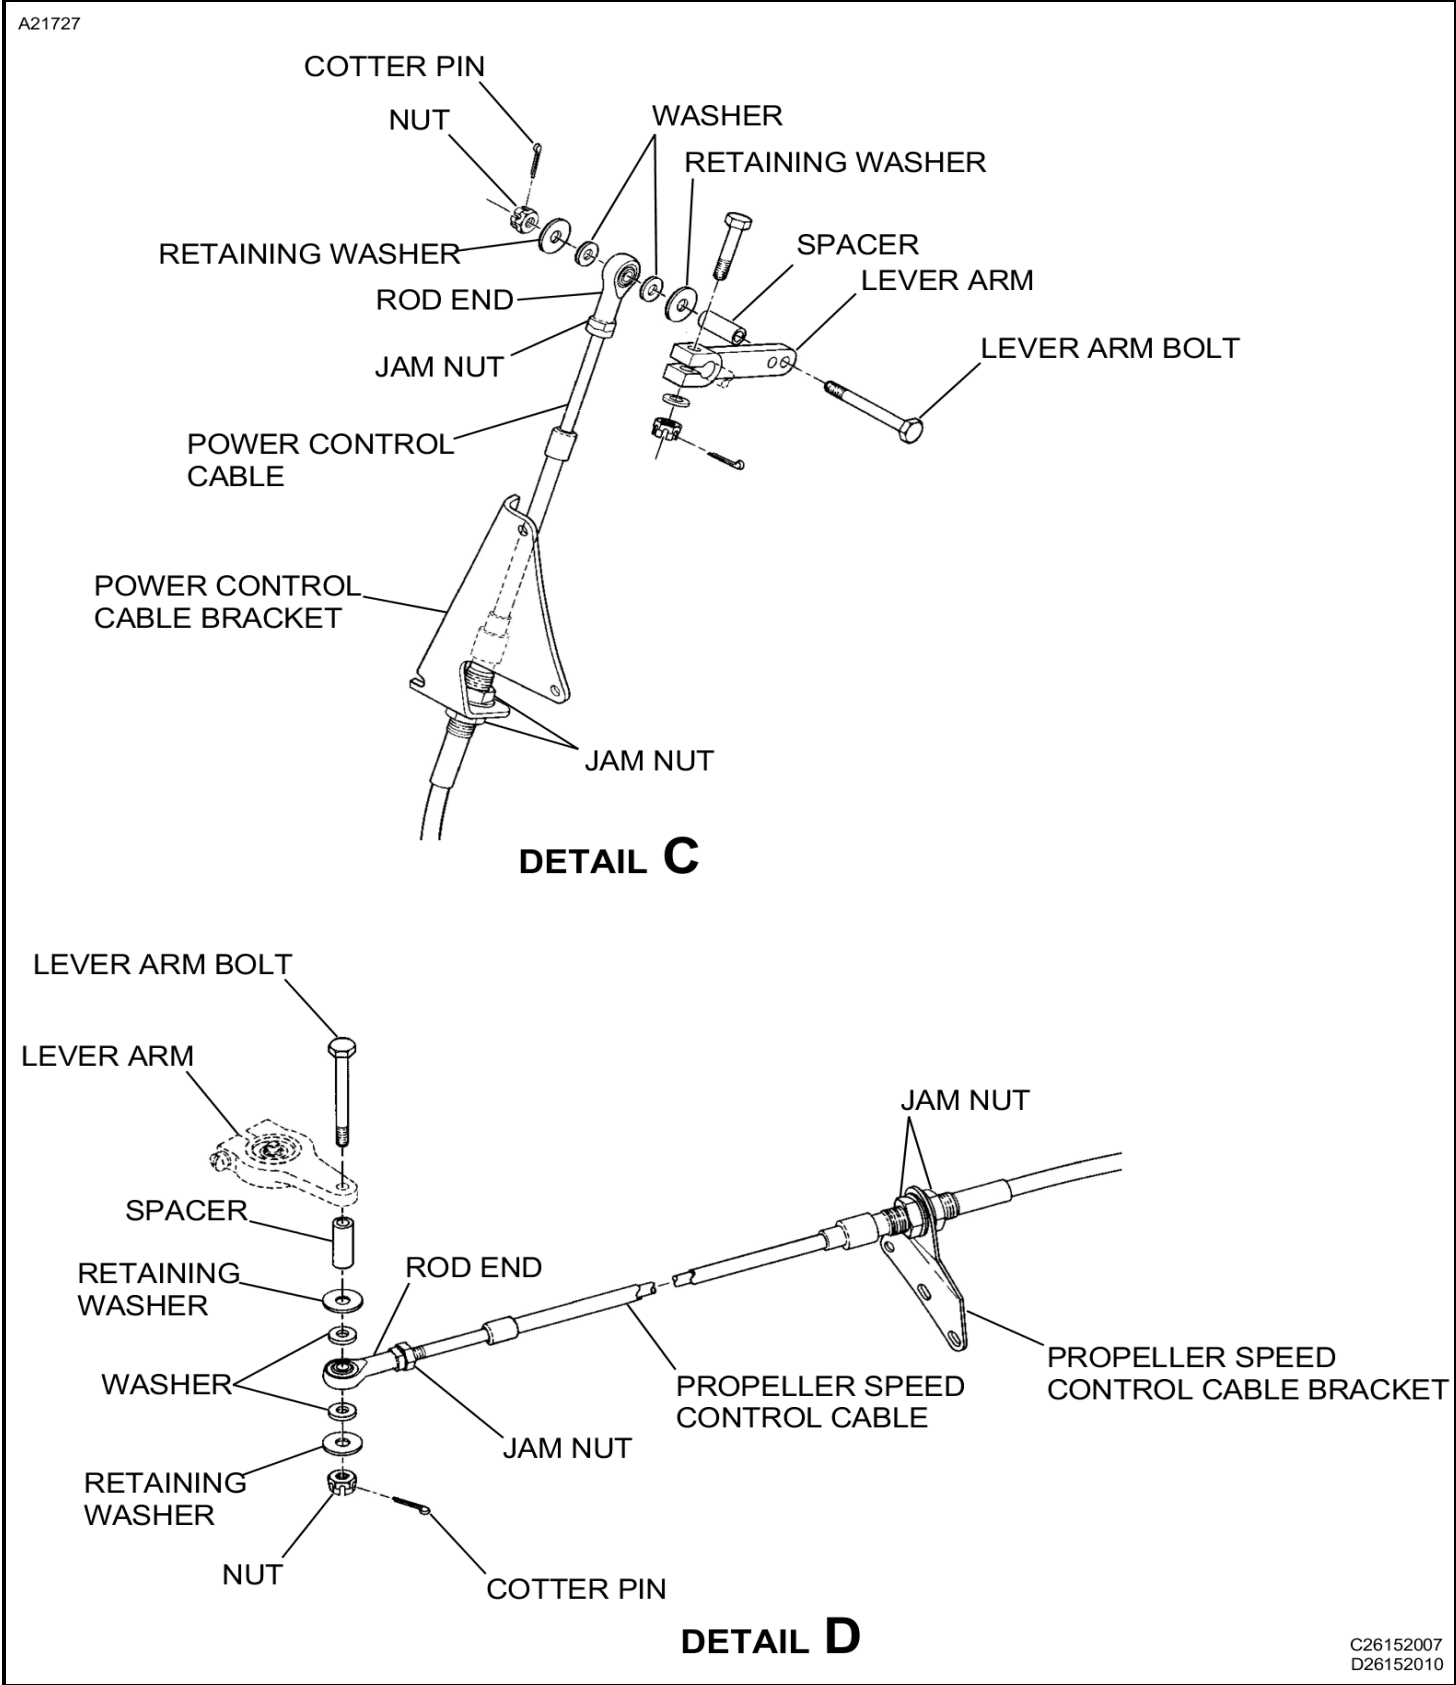 A21727
COTTER PIN
NUT
WASHER
RETAINING WASHER
RETAINING WASHER
SPACER
LEVER ARM
ROD END
JAM NUT
LEVER ARM BOLT
POWER CONTROL
CABLE
POWER CONTROL
CABLE BRACKET
JAM NUT
DETAIL C
LEVER ARM BOLT
LEVER ARM
JAM NUT
SPACER
RETAINING
WASHER
ROD END
WASHER
PROPELLER SPEED
CONTROL CABLE
PROPELLER SPEED
CONTROL CABLE BRACKET
JAM NUT
RETAINING
WASHER
NUT
COTTER PIN
DETAIL D
C26152007
D26152010